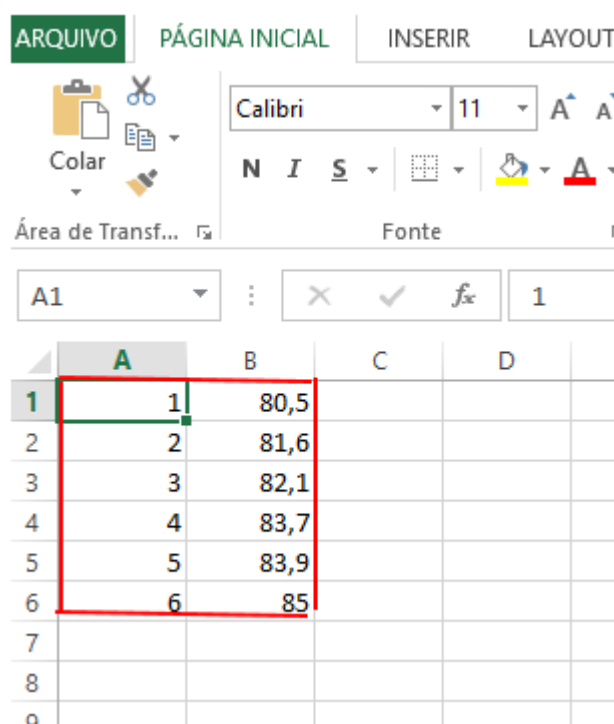 ARQUIVO PÁGINA INICIAL INSERIR LAYOUT
Calibri 11 A A
Colar
N I S A
Área de Transf... Fonte
A1 fx 1
A B C D
1 1 80,5
2 2 81,6
3 3 82,1
4 4 83,7
5 5 83,9
6 6 85
7
8
9